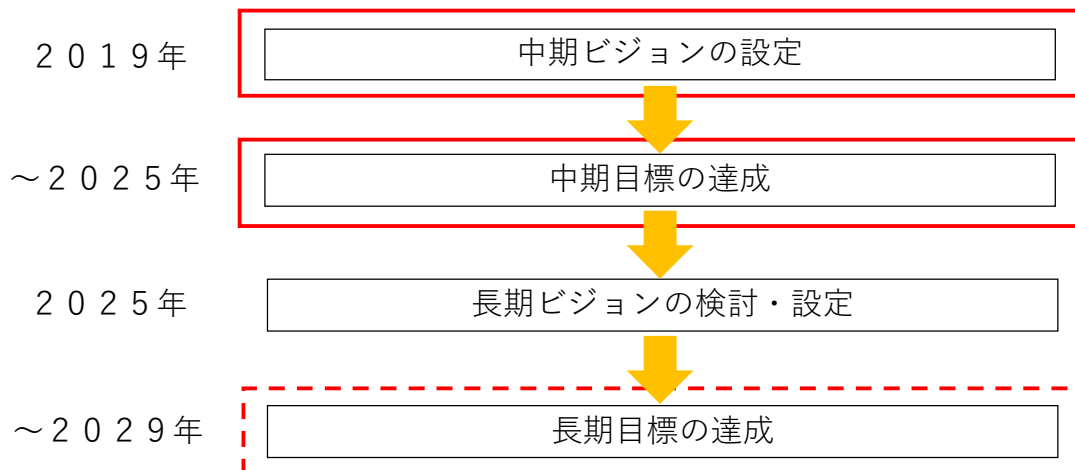 ２０１９年
中期ビジョンの設定
～２０２５年
中期目標の達成
２０２５年
長期ビジョンの検討・設定
～２０２９年
長期目標の達成